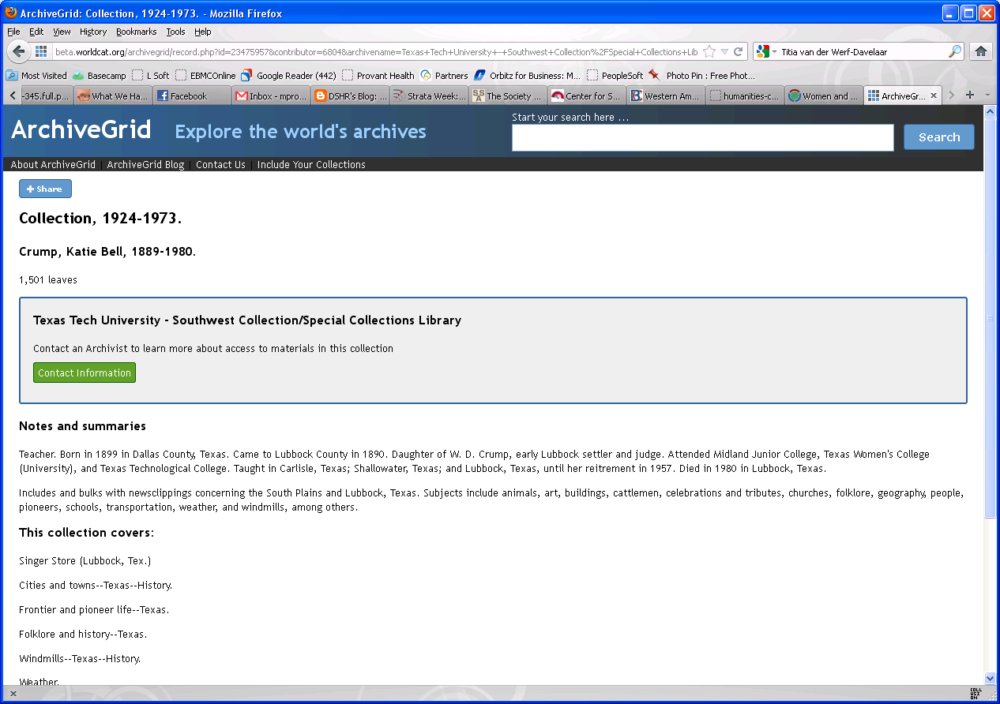 ArchiveGrid: Collection, 1924-1973. - Mozilla Firefox
File Edit View History Bookmarks Tools Help
beta.worldcat.org/archivegrid/record.php?id=23475957&contributor=6804&archivename=Texas+Tech+University+-+Southwest+Collection%2FSpecial+Collections+Lib
Titia van der Werf-Davelaar
Most Visited Basecamp L Soft EBMCOnline Google Reader (442) Provant Health Partners Orbitz for Business: M... PeopleSoft Photo Pin : Free Phot...
-345.full.p... What We Ha... Facebook Inbox - mpro... DSHR's Blog: ... Strata Week:... The Society ... Center for S... Western Am... humanities-c... Women and ... ArchiveGr...
ArchiveGrid Explore the world's archives
Start your search here ...
Search
About ArchiveGrid | ArchiveGrid Blog | Contact Us | Include Your Collections
+ Share
Collection, 1924-1973.
Crump, Katie Bell, 1889-1980.
1,501 leaves
Texas Tech University - Southwest Collection/Special Collections Library
Contact an Archivist to learn more about access to materials in this collection
Contact Information
Notes and summaries
Teacher. Born in 1899 in Dallas County, Texas. Came to Lubbock County in 1890. Daughter of W. D. Crump, early Lubbock settler and judge. Attended Midland Junior College, Texas Women's College
(University), and Texas Technological College. Taught in Carlisle, Texas; Shallowater, Texas; and Lubbock, Texas, until her reitrement in 1957. Died in 1980 in Lubbock, Texas.
Includes and bulks with newsclippings concerning the South Plains and Lubbock, Texas. Subjects include animals, art, buildings, cattlemen, celebrations and tributes, churches, folklore, geography, people,
pioneers, schools, transportation, weather, and windmills, among others.
This collection covers:
Singer Store (Lubbock, Tex.)
Cities and towns--Texas--History.
Frontier and pioneer life--Texas.
Folklore and history--Texas.
Windmills--Texas--History.
Weather.
COLL
USI
ON